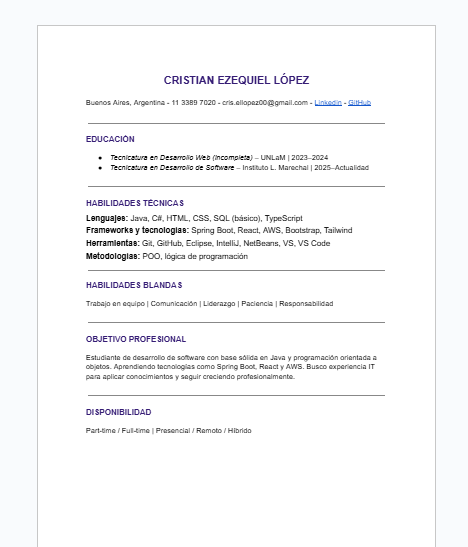 CRISTIAN EZEQUIEL LÓPEZ
Buenos Aires, Argentina - 11 3389 7020 - cris.ellopez00@gmail.com - Linkedin - GitHub
EDUCACIÓN
● Tecnicatura en Desarrollo Web (Incompleta) – UNLaM | 2023–2024
● Tecnicatura en Desarrollo de Software – Instituto L. Marechal | 2025–Actualidad
HABILIDADES TÉCNICAS
Lenguajes: Java, C#, HTML, CSS, SQL (básico), TypeScript
Frameworks y tecnologías: Spring Boot, React, AWS, Bootstrap, Tailwind
Herramientas: Git, GitHub, Eclipse, IntelliJ, NetBeans, VS, VS Code
Metodologías: POO, lógica de programación
HABILIDADES BLANDAS
Trabajo en equipo | Comunicación | Liderazgo | Paciencia | Responsabilidad
OBJETIVO PROFESIONAL
Estudiante de desarrollo de software con base sólida en Java y programación orientada a
objetos. Aprendiendo tecnologías como Spring Boot, React y AWS. Busco experiencia IT
para aplicar conocimientos y seguir creciendo profesionalmente.
DISPONIBILIDAD
Part-time / Full-time | Presencial / Remoto / Híbrido